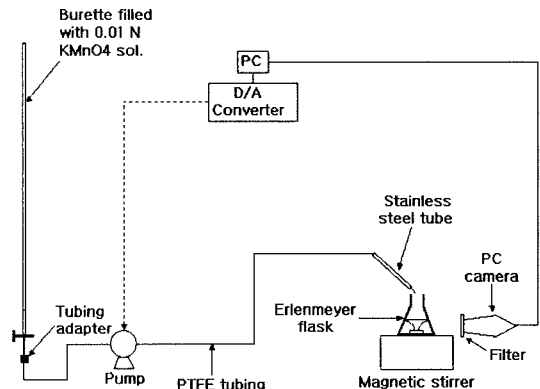 Burette filled
with 0.01 N
KMnO4 sol.
PC
D/A
Converter
Stainless
steel tube
PC
camera
Tubing
adapter
Erlenmeyer
flask
Filter
Pump
PTFE tubing
Magnetic stirrer